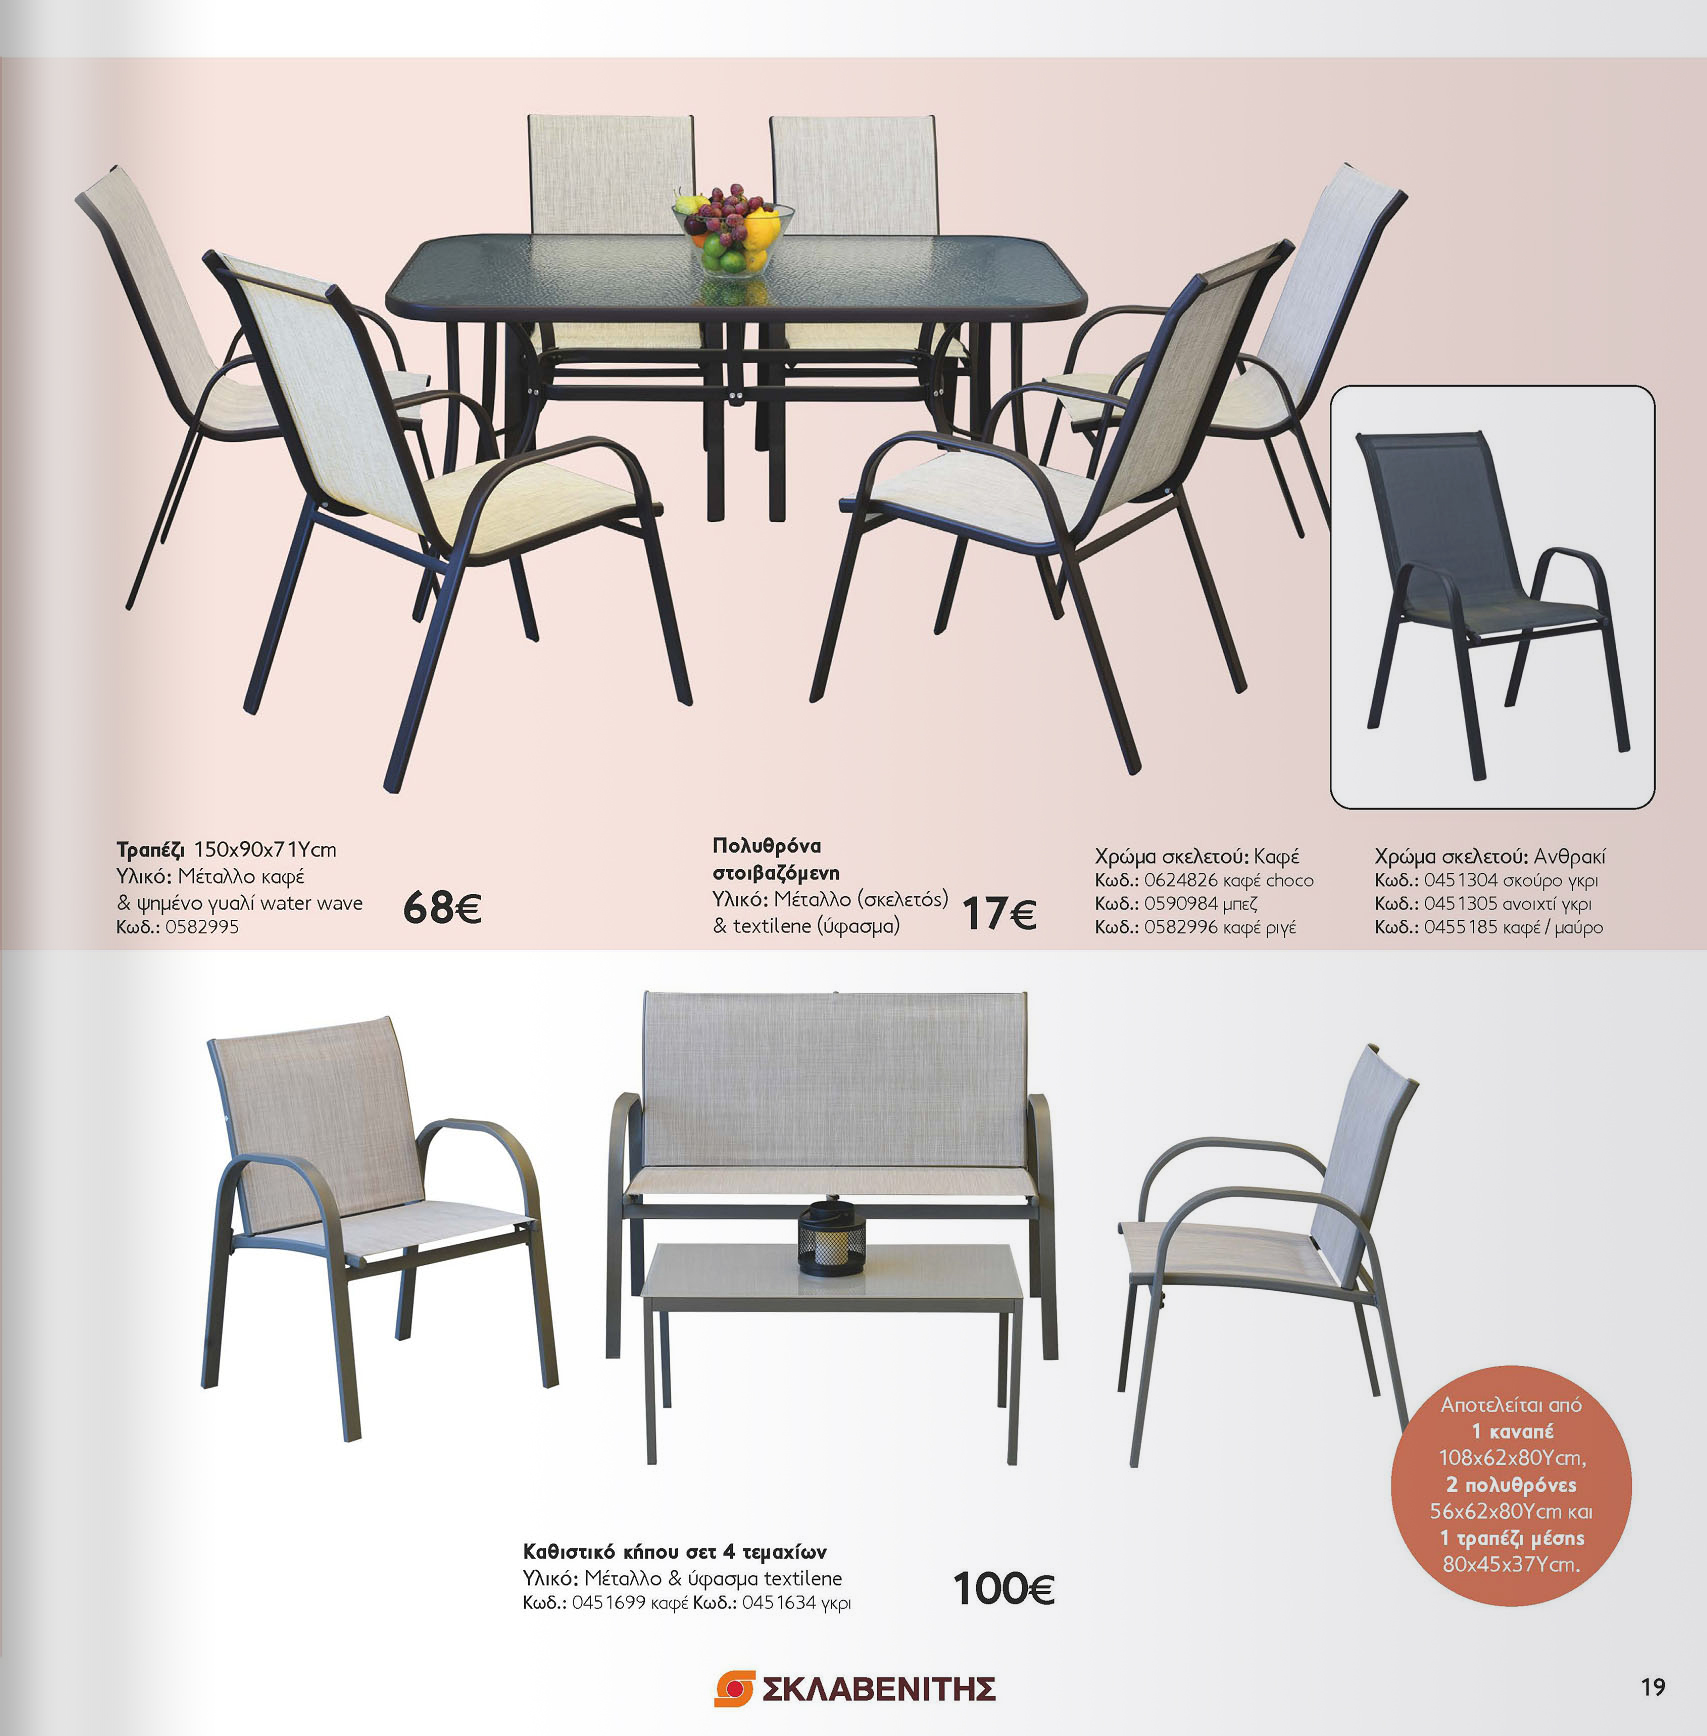 Τραπέζι 150x90x71Υcm
Υλικό: Μέταλλο καφέ
& ψημένο γυαλί water wave
Κωδ.: 0582995
68€
Πολυθρόνα
στοιβαζόμενη
Υλικό: Μέταλλο (σκελετός)
& textilene (ύφασμα)
17€
Χρώμα σκελετού: Καφέ
Κωδ.: 0624826 καφέ choco
Κωδ.: 0590984 μπεζ
Κωδ.: 0582996 καφέ ριγέ
Χρώμα σκελετού: Ανθρακί
Κωδ.: 0451304 σκούρο γκρι
Κωδ.: 0451305 ανοιχτί γκρι
Κωδ.: 0455185 καφέ / μαύρο
Αποτελείται από
1 καναπέ
108x62x80Υcm,
2 πολυθρόνες
56x62x80Υcm και
1 τραπέζι μέσης
80x45x37Υcm.
Καθιστικό κήπου σετ 4 τεμαχίων
Υλικό: Μέταλλο & ύφασμα textilene
Κωδ.: 0451699 καφέ Κωδ.: 0451634 γκρι
100€
ΣΚΛΑΒΕΝΙΤΗΣ
19